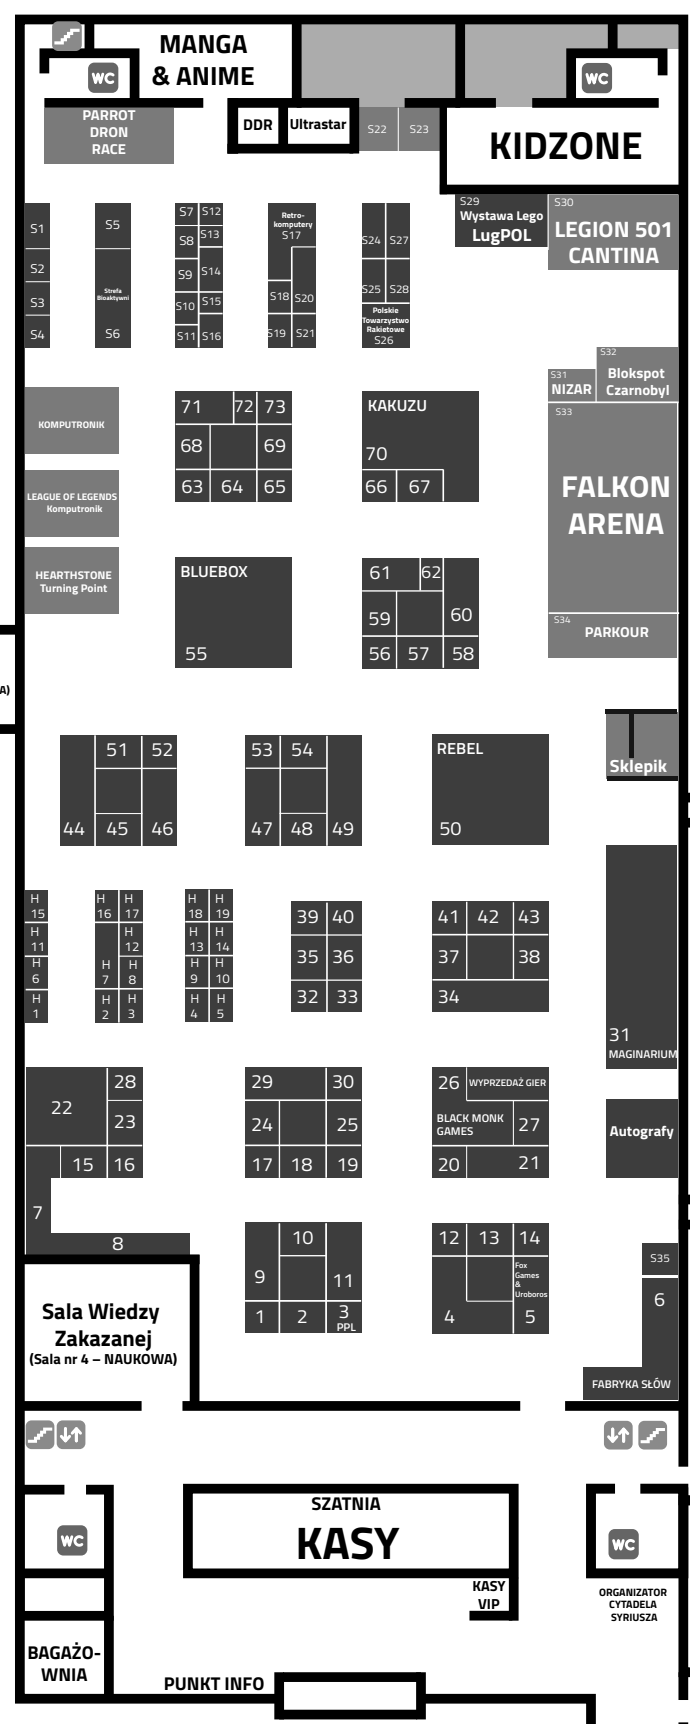 MANGA
& ANIME
WC
WC
PARROT
DRON
RACE
DDR
Ultrastar
S22
S23
KIDZONE
S29
Wystawa Lego
LugPOL
S30
LEGION 501
CANTINA
S1
S2
S3
S4
S5
Strefa
Bioaktywni
S6
S7
S12
S8
S13
S9
S14
S10
S15
S11
S16
Retro-
komputery
S17
S18
S20
S19
S21
S24
S27
S25
S28
Polskie
Towarzystwo
Rakietowe
S26
S32
Blokspot
Czarnobyl
S31
NIZAR
S33
FALKON
ARENA
S34
PARKOUR
KOMPUTRONIK
LEAGUE OF LEGENDS
Komputronik
HEARTHSTONE
Turning Point
71
72
73
68
69
63
64
65
KAKUZU
70
66
67
BLUEBOX
55
61
62
59
60
56
57
58
A)
51
52
44
45
46
53
54
47
48
49
REBEL
50
Sklepik
H
15
H
11
H
6
H
1
H
16
H
17
H
12
H
7
H
8
H
2
H
3
H
18
H
19
H
13
H
14
H
9
H
10
H
4
H
5
39
40
35
36
32
33
41
42
43
37
38
34
31
MAGINARIUM
22
28
23
15
16
7
8
29
30
24
25
17
18
19
26
WYPRZEDAŻ GIER
BLACK MONK
GAMES
27
20
21
Autografy
10
9
11
1
2
3
PPL
12
13
14
Fox
Games
&
Uroboros
4
5
S35
6
FABRYKA SŁÓW
Sala Wiedzy
Zakazanej
(Sala nr 4 – NAUKOWA)
WC
SZATNIA
KASY
WC
KASY
VIP
ORGANIZATOR
CYTADELA
SYRIUSZA
BAGAŻO-
WNIA
PUNKT INFO